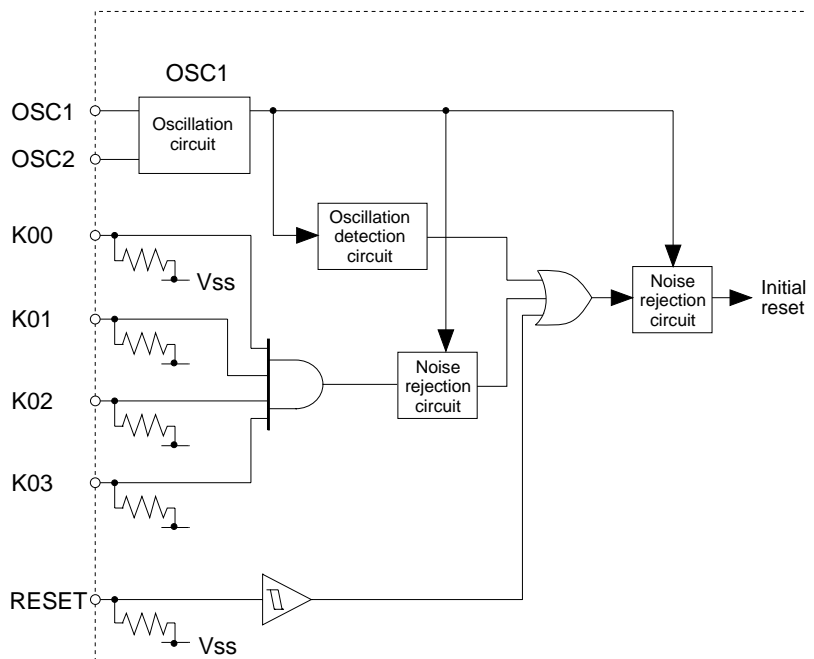 OSC1
OSC1
OSC2
Oscillation
circuit
K00
Vss
Oscillation
detection
circuit
K01
K02
K03
Noise
rejection
circuit
Noise
rejection
circuit
Initial
reset
RESET
Vss